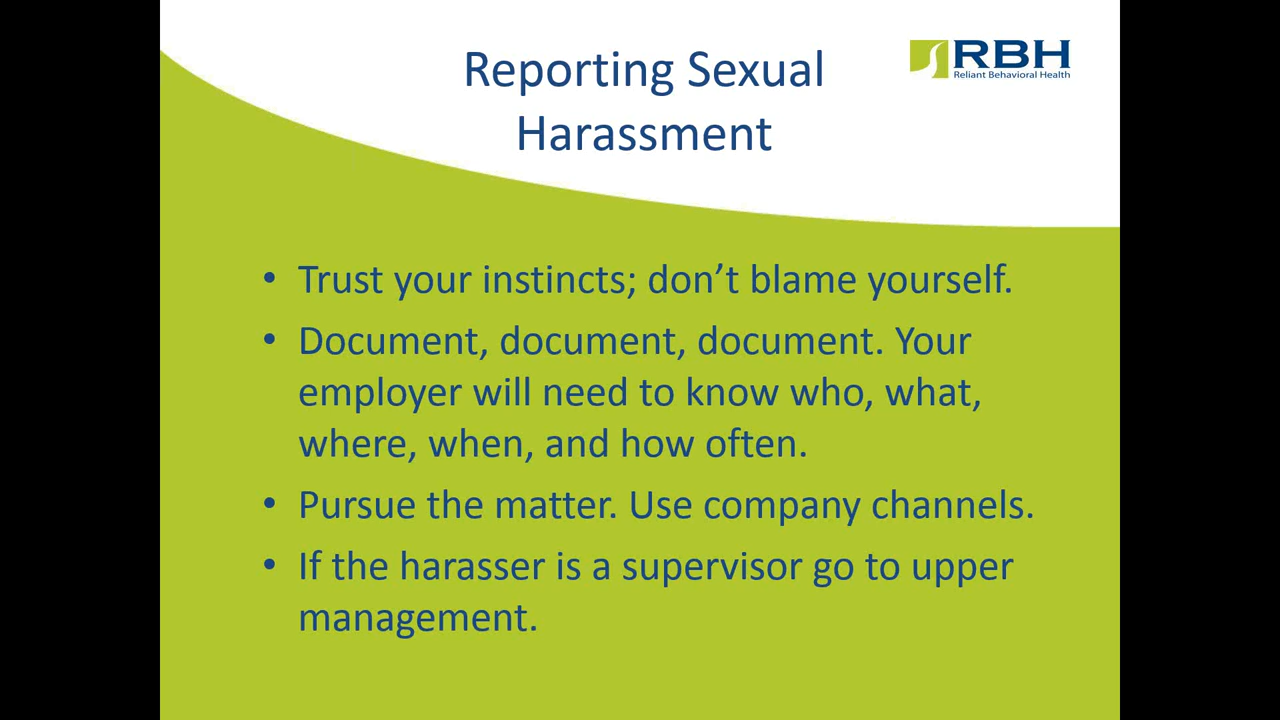 Reporting Sexual
Harassment
RBH
Reliant Behavioral Health
• Trust your instincts; don’t blame yourself.
• Document, document, document. Your
employer will need to know who, what,
where, when, and how often.
• Pursue the matter. Use company channels.
• If the harasser is a supervisor go to upper
management.